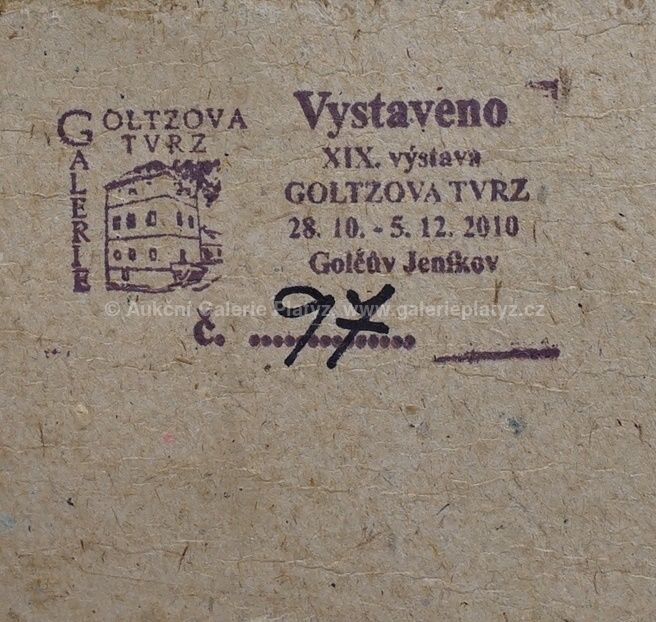 GALERIE
GOLTZOVA
TVRZ
Vystaveno
XIX. výstava
GOLTZOVA TVRZ
28. 10. - 5. 12. 2010
Golčův Jeníkov
© Aukční Galerie Platýz, www.galerieplatyz.cz
č. ..............97